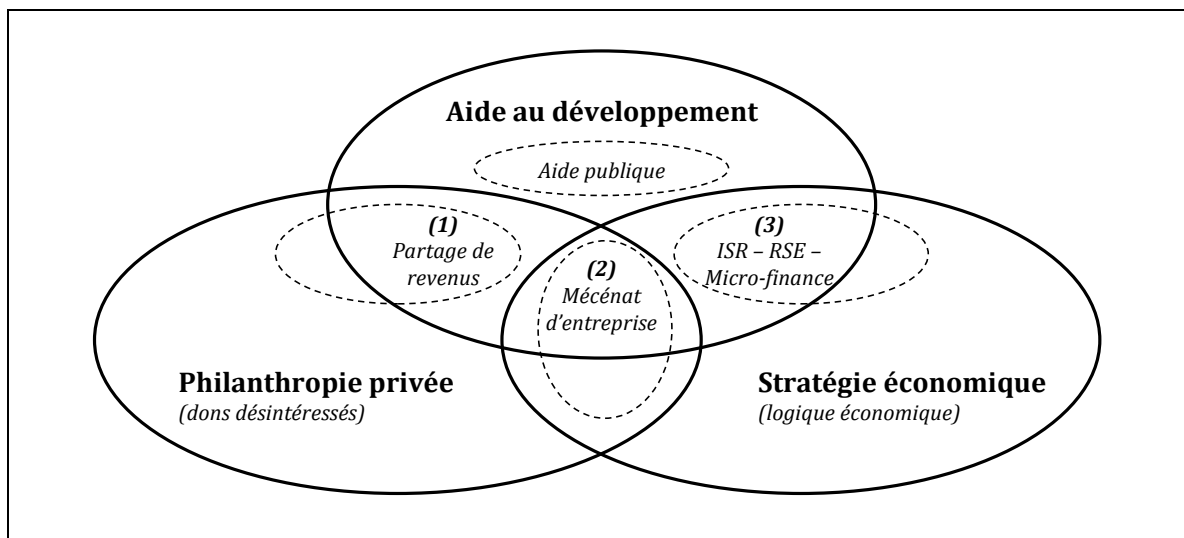 Aide au développement
Aide publique
(1)
Partage de
revenus
(2)
Mécénat
d’entreprise
(3)
ISR – RSE –
Micro-finance
Philanthropie privée
(dons désintéressés)
Stratégie économique
(logique économique)